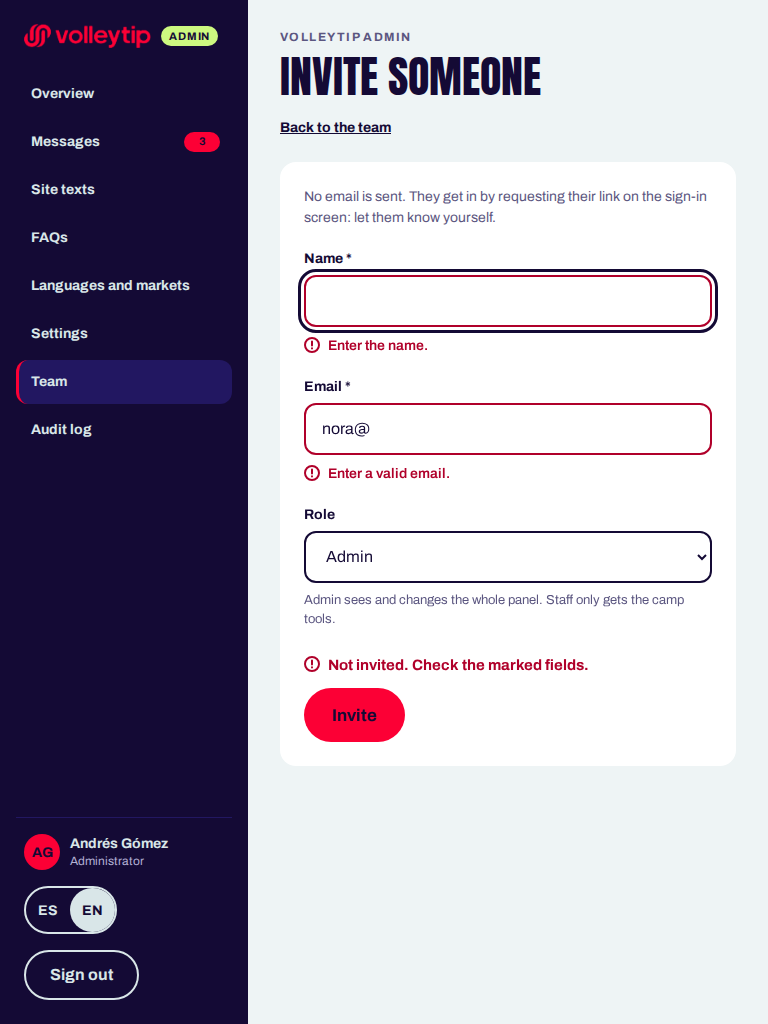 volleytip ADMIN
Overview
Messages 3
Site texts
FAQs
Languages and markets
Settings
Team
Audit log
AG
Andrés Gómez
Administrator
ES EN
Sign out
VOLLEYTIP ADMIN
INVITE SOMEONE
Back to the team
No email is sent. They get in by requesting their link on the sign-in
screen: let them know yourself.
Name *
Enter the name.
Email *
nora@
Enter a valid email.
Role
Admin
Admin sees and changes the whole panel. Staff only gets the camp
tools.
Not invited. Check the marked fields.
Invite